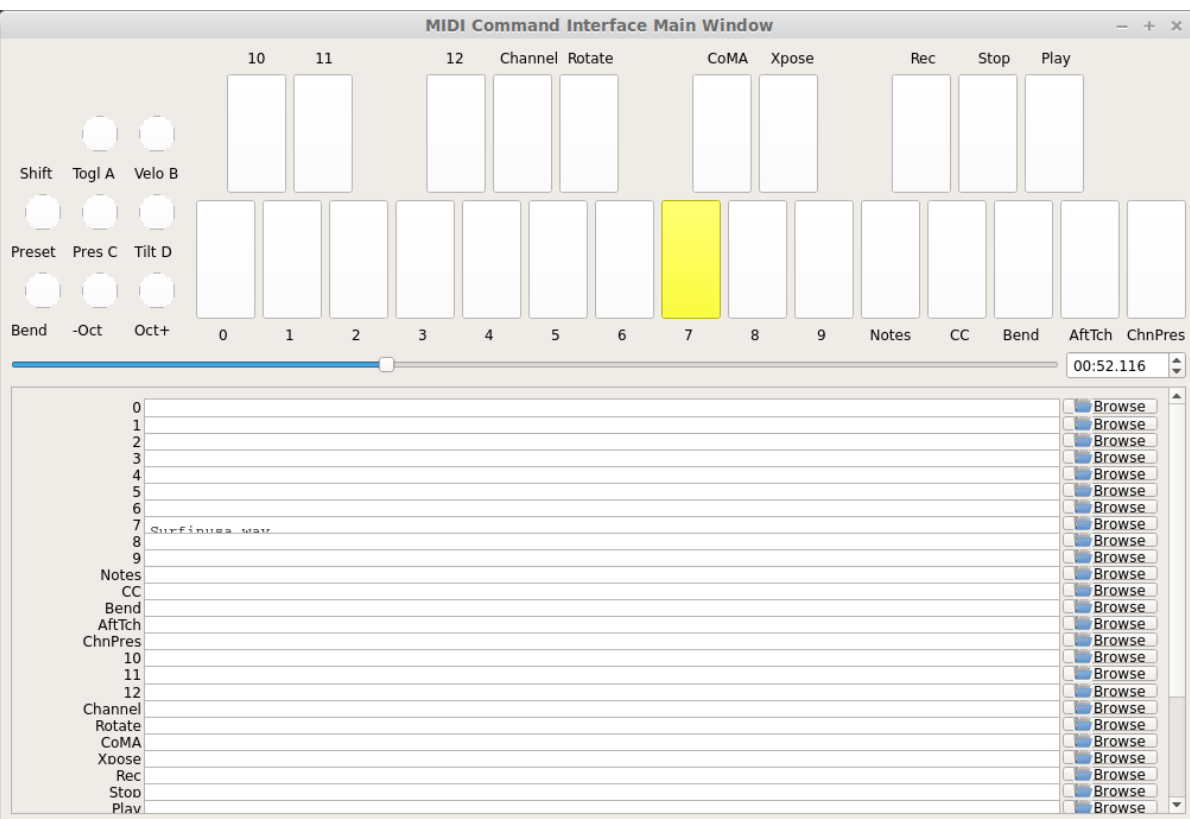 MIDI Command Interface Main Window
10 11 12 Channel Rotate CoMA Xpose Rec Stop Play
Shift Togl A Velo B
Preset Pres C Tilt D
Bend -Oct Oct+
0 1 2 3 4 5 6 7 8 9 Notes CC Bend AftTch ChnPres
00:52.116
0 Browse
1 Browse
2 Browse
3 Browse
4 Browse
5 Browse
6 Browse
7 Surfinusa.wav Browse
8 Browse
9 Browse
Notes Browse
CC Browse
Bend Browse
AftTch Browse
ChnPres Browse
10 Browse
11 Browse
12 Browse
Channel Browse
Rotate Browse
CoMA Browse
Xpose Browse
Rec Browse
Stop Browse
Play Browse